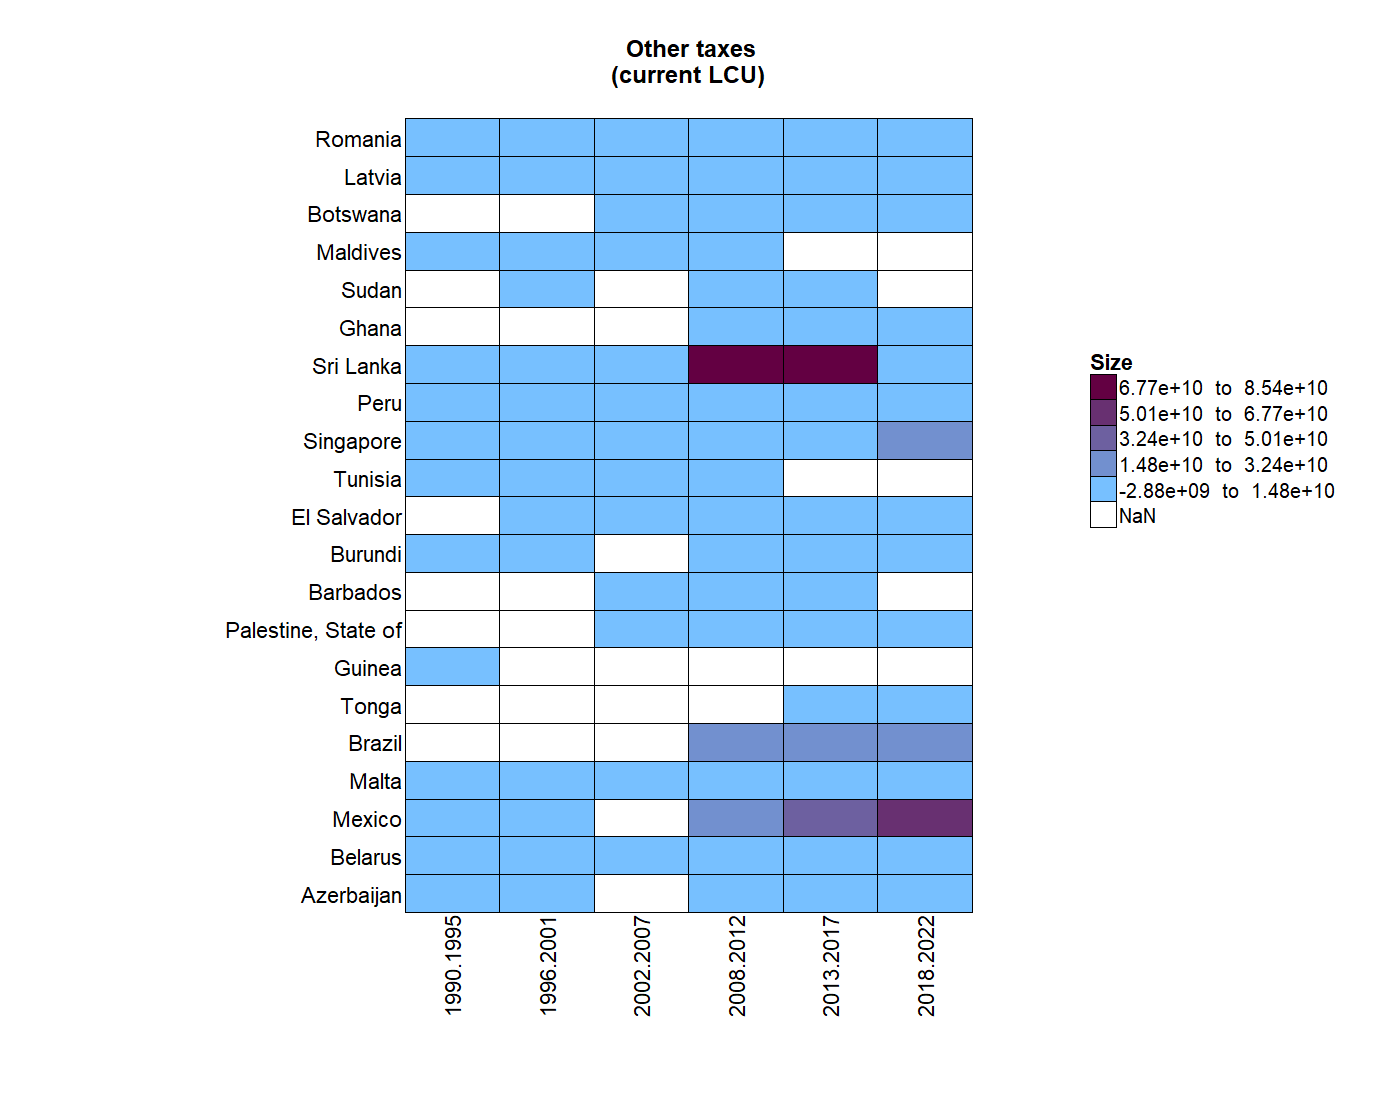 Other taxes
(current LCU)
Romania
Latvia
Botswana
Maldives
Sudan
Ghana
Sri Lanka
Peru
Singapore
Tunisia
El Salvador
Burundi
Barbados
Palestine, State of
Guinea
Tonga
Brazil
Malta
Mexico
Belarus
Azerbaijan
1990.1995
1996.2001
2002.2007
2008.2012
2013.2017
2018.2022
Size
6.77e+10 to 8.54e+10
5.01e+10 to 6.77e+10
3.24e+10 to 5.01e+10
1.48e+10 to 3.24e+10
-2.88e+09 to 1.48e+10
NaN